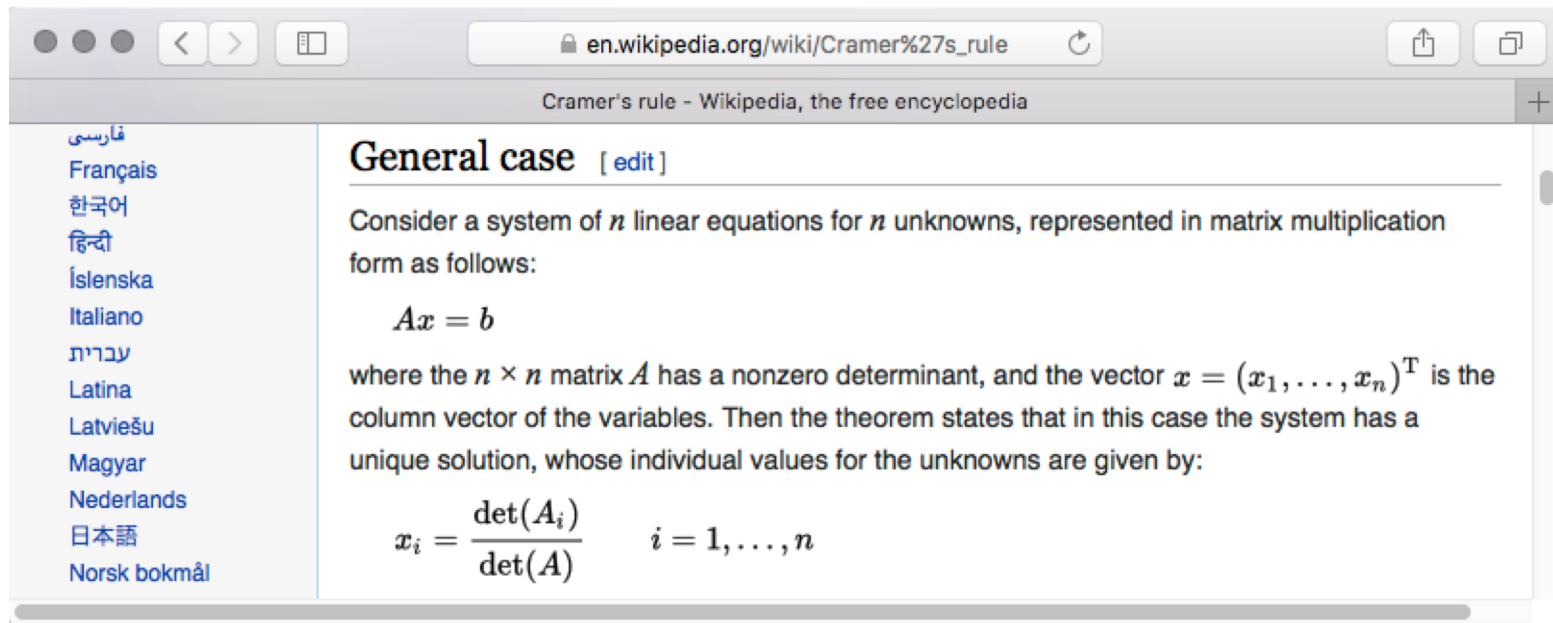 en.wikipedia.org/wiki/Cramer%27s_rule
Cramer's rule - Wikipedia, the free encyclopedia
فارسی
Français
한국어
हिन्दी
Íslenska
Italiano
עברית
Latina
Latviešu
Magyar
Nederlands
日本語
Norsk bokmål
General case [ edit ]
Consider a system of n linear equations for n unknowns, represented in matrix multiplication
form as follows:
Ax = b
where the n × n matrix A has a nonzero determinant, and the vector x = (x₁, . . . , xₙ)ᵀ is the
column vector of the variables. Then the theorem states that in this case the system has a
unique solution, whose individual values for the unknowns are given by:
xᵢ = det(Aᵢ) / det(A)    i = 1, . . . , n